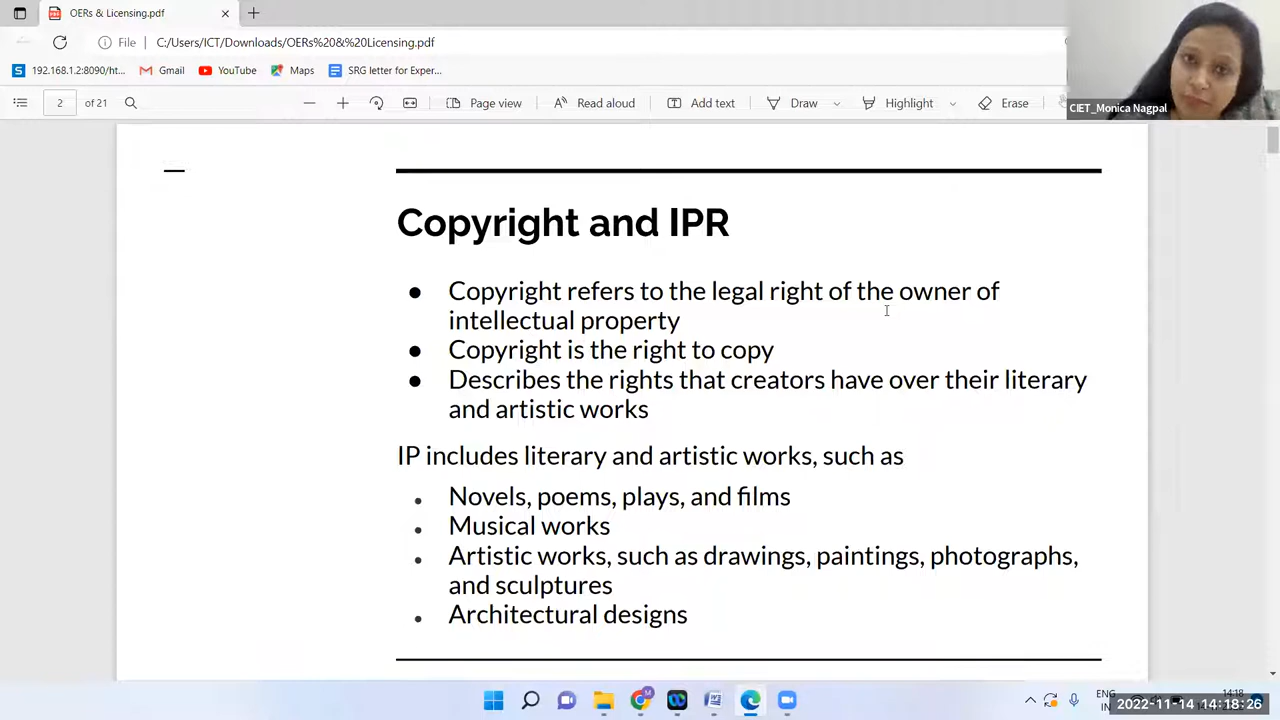 OERs & Licensing.pdf
File C:/Users/ICT/Downloads/OERs%20&%20Licensing.pdf
192.168.1.2:8090/ht... Gmail YouTube Maps SRG letter for Exper...
2 of 21 Page view Read aloud Add text Draw Highlight Erase
CIET_Monica Nagpal
Copyright and IPR
● Copyright refers to the legal right of the owner of
intellectual property
● Copyright is the right to copy
● Describes the rights that creators have over their literary
and artistic works
IP includes literary and artistic works, such as
• Novels, poems, plays, and films
• Musical works
• Artistic works, such as drawings, paintings, photographs,
and sculptures
• Architectural designs
ENG
IN
14:18
2022-11-14 14:18:26